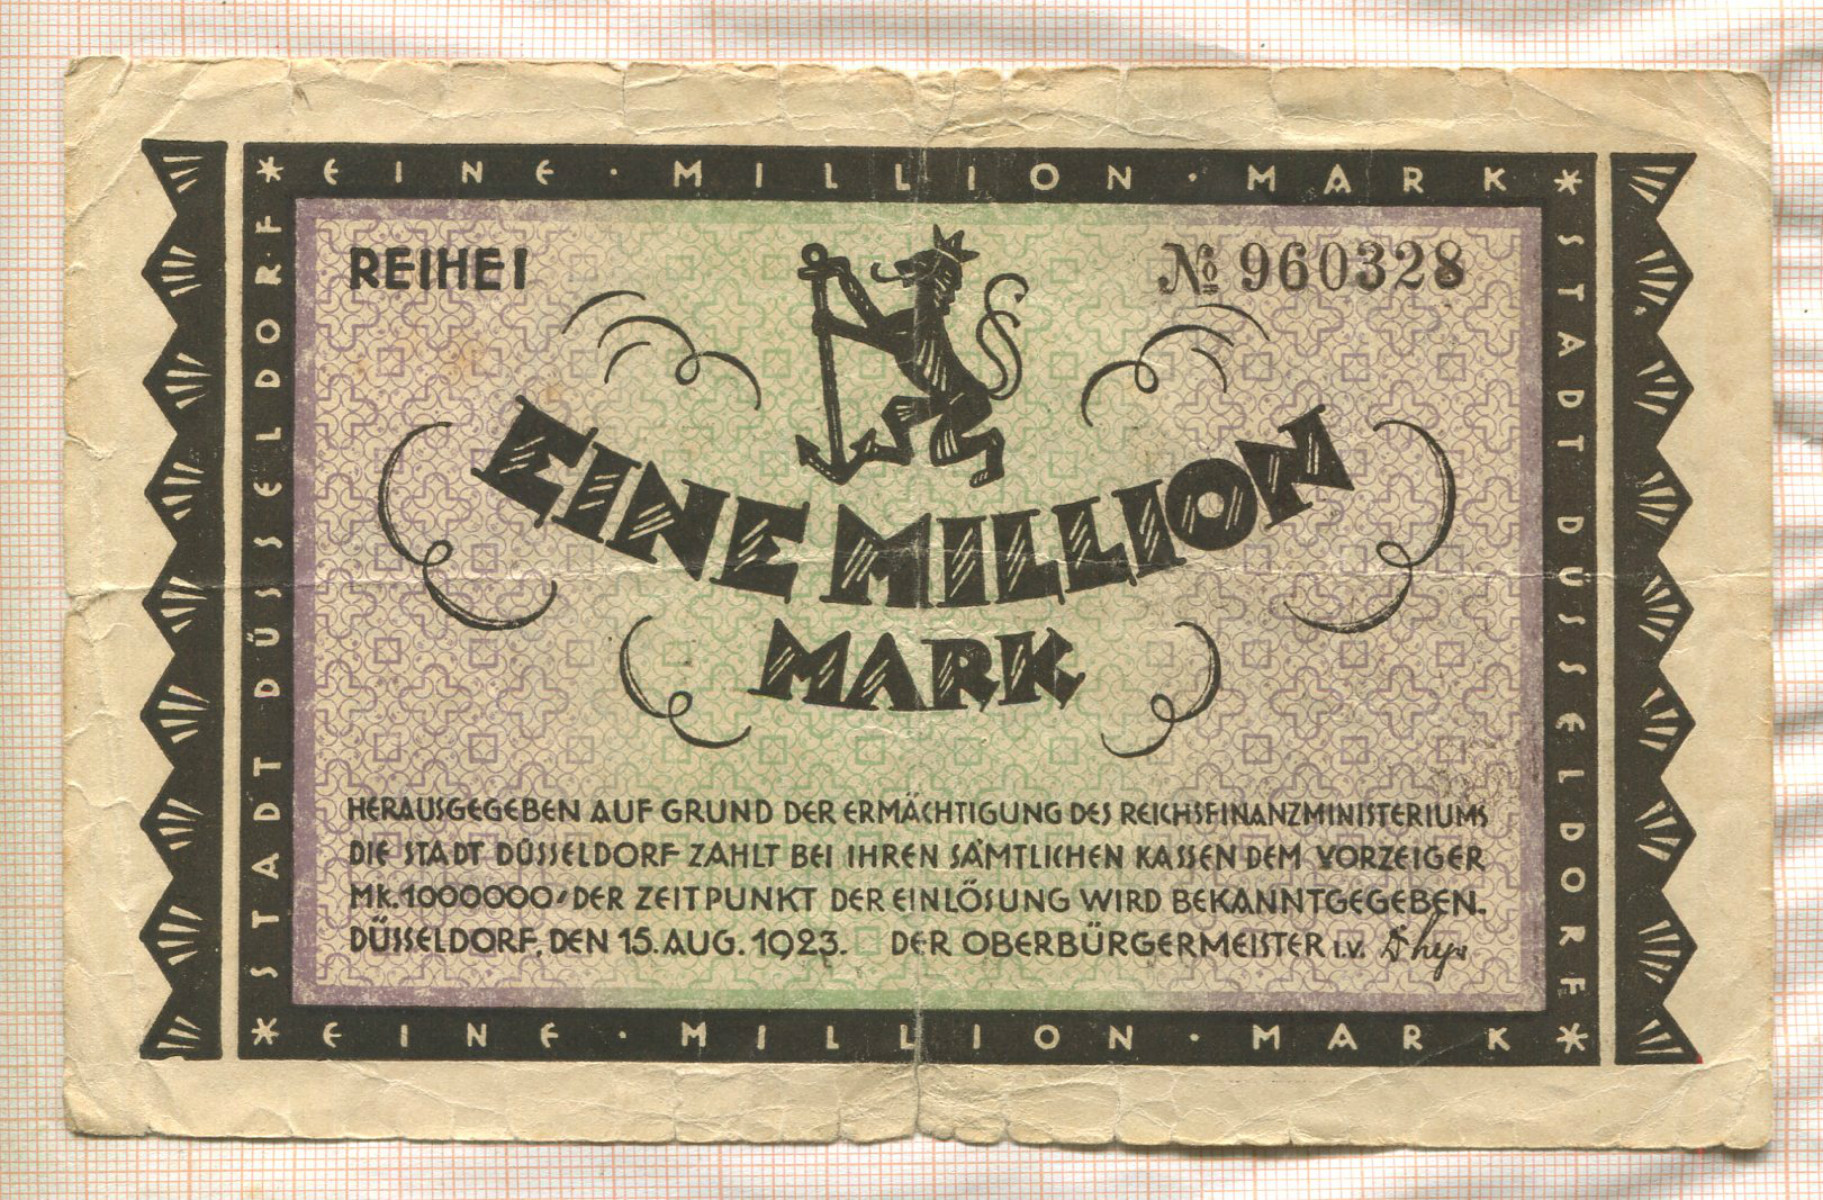 * EINE · MILLION · MARK *
STADT DÜSSELDORF
STADT DÜSSELDORF
REIHE I
№ 960328
EINE MILLION
MARK
HERAUSGEGEBEN AUF GRUND DER ERMÄCHTIGUNG DES REICHSFINANZMINISTERIUMS
DIE STADT DÜSSELDORF ZAHLT BEI IHREN SÄMTLICHEN KASSEN DEM VORZEIGER
Mk. 1000000 / DER ZEITPUNKT DER EINLÖSUNG WIRD BEKANNTGEGEBEN.
DÜSSELDORF, DEN 15. AUG. 1923. DER OBERBÜRGERMEISTER I.V.
* EINE · MILLION · MARK *